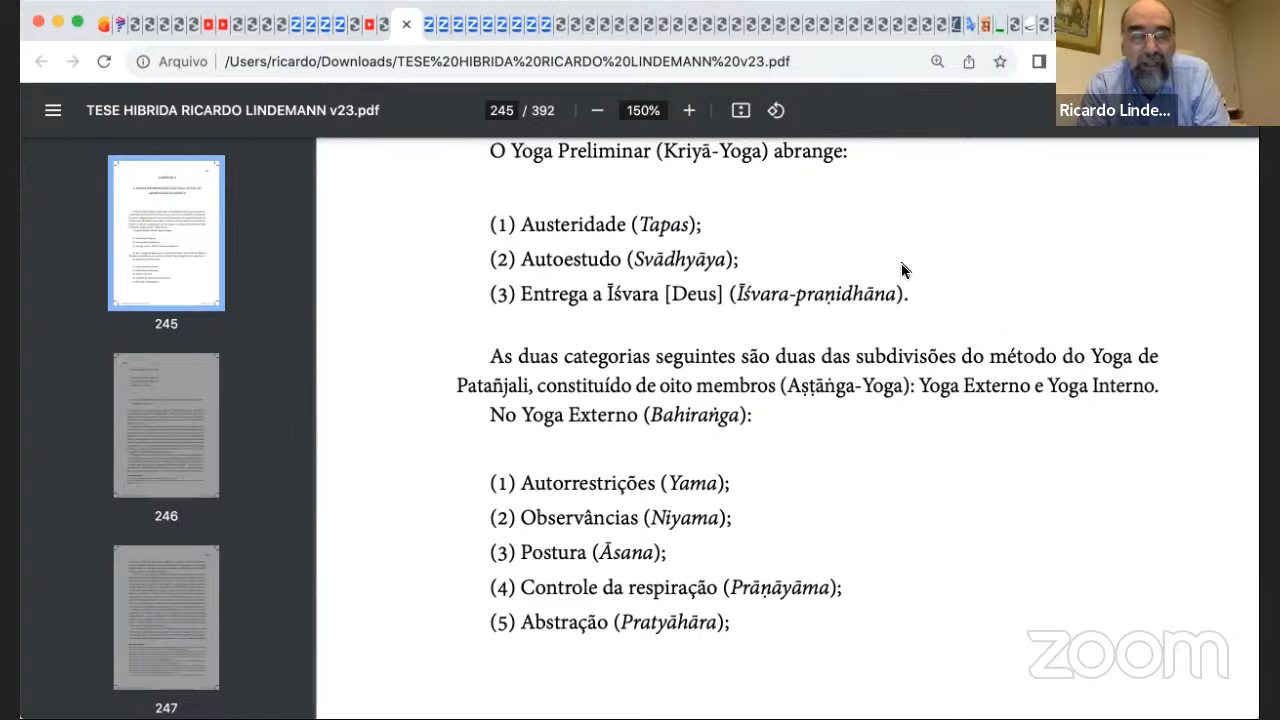 Arquivo
/Users/ricardo/Downloads/TESE%20HIBRIDA%20RICARDO%20LINDEMANN%20v23.pdf
TESE HIBRIDA RICARDO LINDEMANN v23.pdf
245 / 392
150%
Ricardo Linde...
245
246
247
O Yoga Preliminar (Kriyā-Yoga) abrange:
(1) Austeridade (Tapas);
(2) Autoestudo (Svādhyāya);
(3) Entrega a Īśvara [Deus] (Īśvara-praṇidhāna).
As duas categorias seguintes são duas das subdivisões do método do Yoga de
Patañjali, constituído de oito membros (Aṣṭāṅga-Yoga): Yoga Externo e Yoga Interno.
No Yoga Externo (Bahiraṅga):
(1) Autorrestrições (Yama);
(2) Observâncias (Niyama);
(3) Postura (Āsana);
(4) Controle da respiração (Prāṇāyāma);
(5) Abstração (Pratyāhāra);
zoom